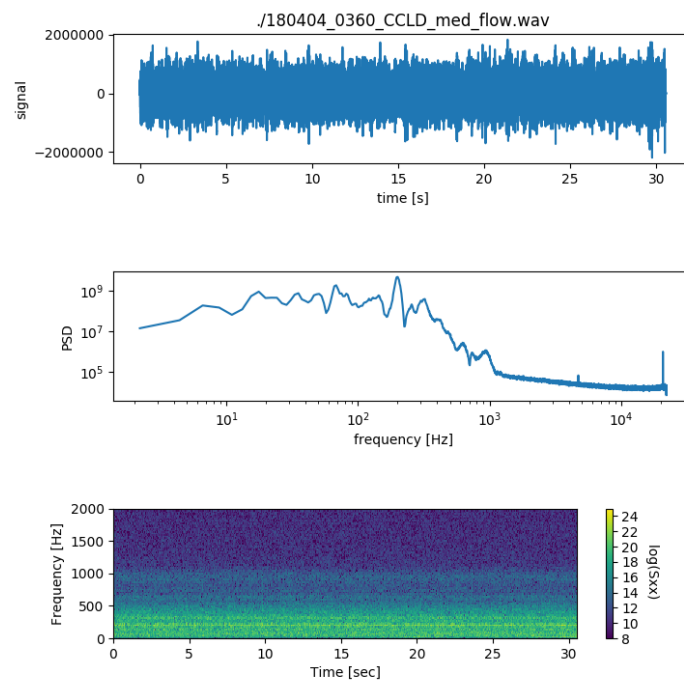 ./180404_0360_CCLD_med_flow.wav
2000000
0
−2000000
signal
0 5 10 15 20 25 30
time [s]
10⁹
10⁷
10⁵
PSD
10¹ 10² 10³ 10⁴
frequency [Hz]
2000
1500
1000
500
0
Frequency [Hz]
0 5 10 15 20 25 30
Time [sec]
24
22
20
18
16
14
12
10
8
log(Sxx)